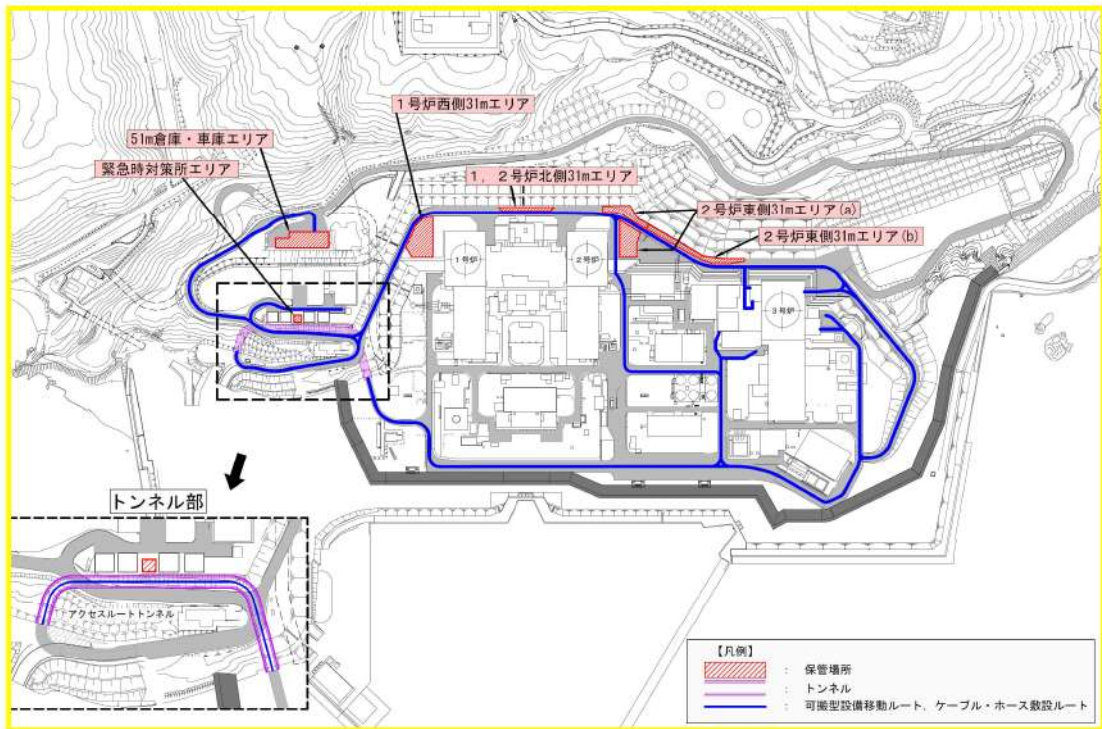 1号炉西側31mエリア
51m倉庫・車庫エリア
緊急時対策所エリア
1,2号炉北側31mエリア
2号炉東側31mエリア(a)
2号炉東側31mエリア(b)
1号炉
2号炉
3号炉
トンネル部
アクセスルートトンネル
【凡例】
: 保管場所
: トンネル
: 可搬型設備移動ルート,ケーブル・ホース敷設ルート